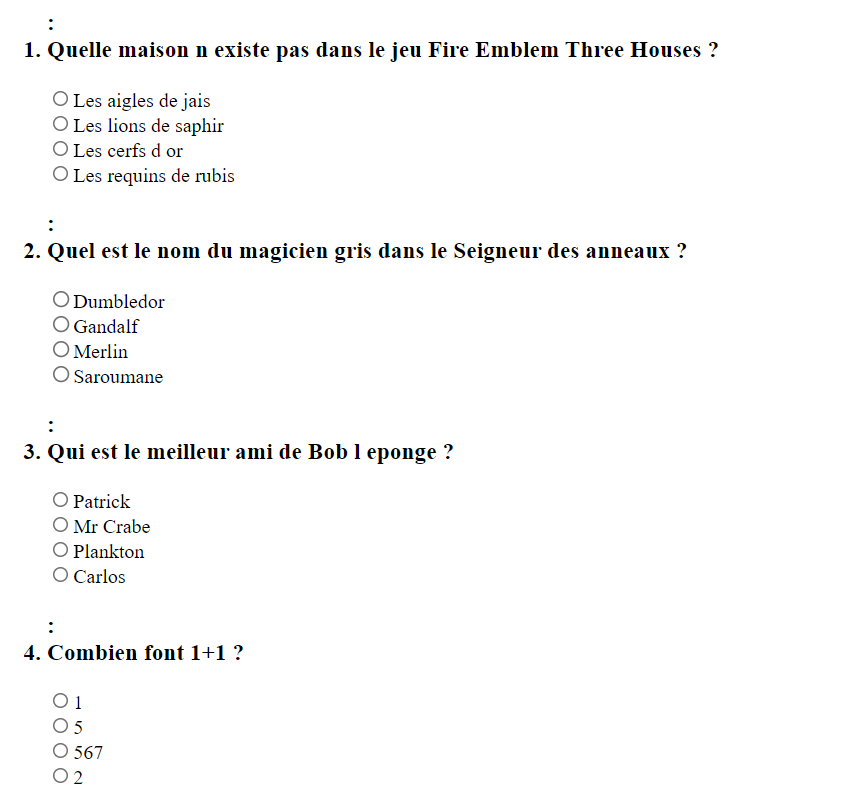 :
1. Quelle maison n existe pas dans le jeu Fire Emblem Three Houses ?
Les aigles de jais
Les lions de saphir
Les cerfs d or
Les requins de rubis
:
2. Quel est le nom du magicien gris dans le Seigneur des anneaux ?
Dumbledor
Gandalf
Merlin
Saroumane
:
3. Qui est le meilleur ami de Bob l eponge ?
Patrick
Mr Crabe
Plankton
Carlos
:
4. Combien font 1+1 ?
1
5
567
2